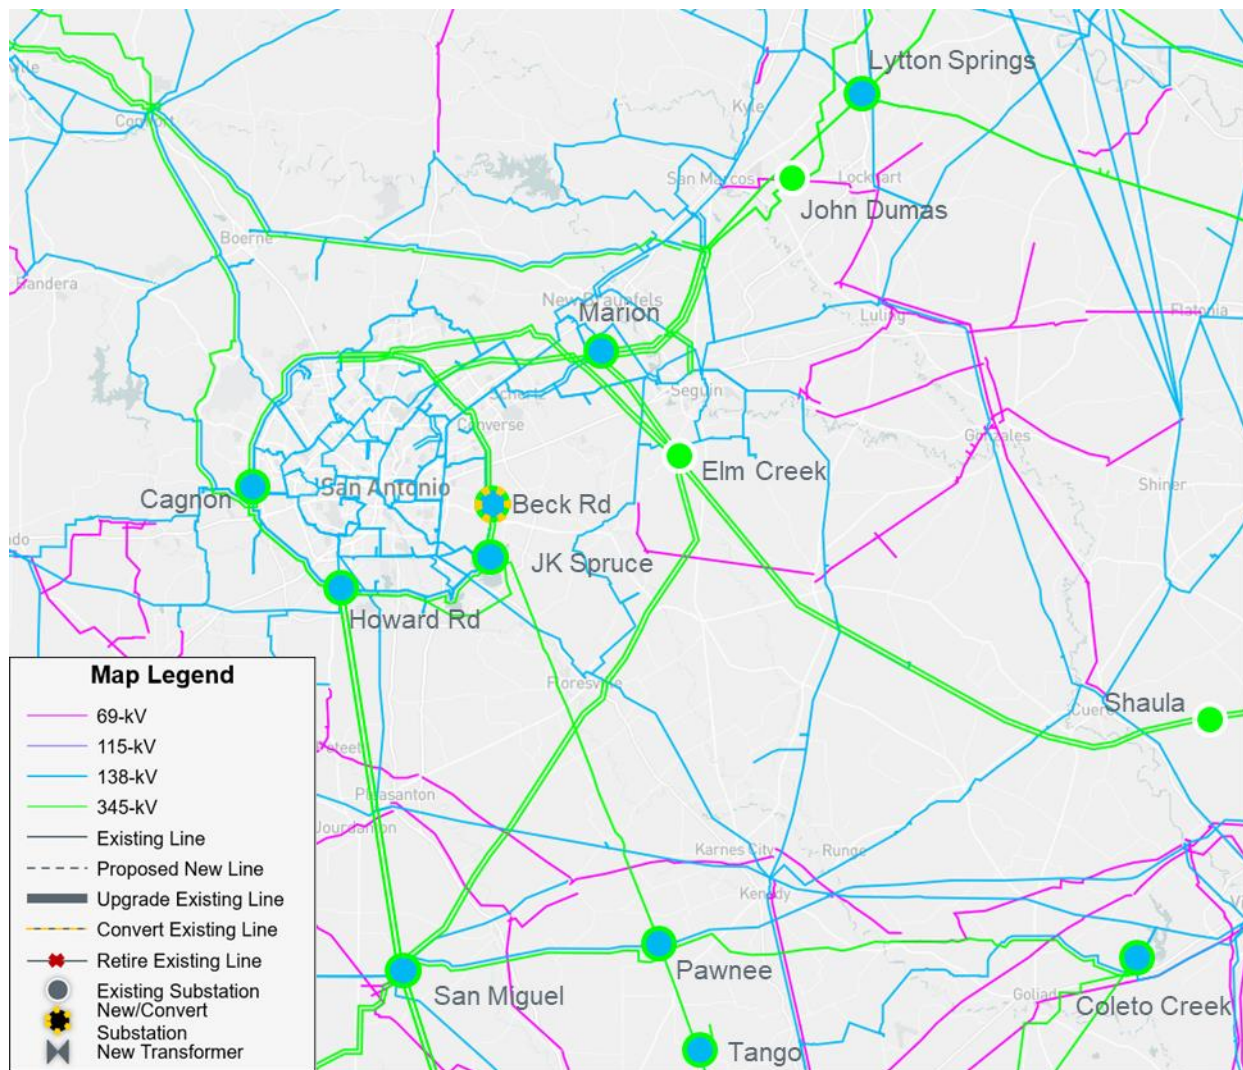 Lytton Springs
Kyle
Comfort
San Marcos
Lockhart
John Dumas
Boerne
Bandera
New Braunfels
Marion
Luling
Flatonia
Seguin
Schertz
Converse
Gonzales
Elm Creek
Cagnon
San Antonio
Beck Rd
Shiner
JK Spruce
Howard Rd
Floresville
Shaula
Cuero
Map Legend
69-kV
115-kV
138-kV
345-kV
Existing Line
Proposed New Line
Upgrade Existing Line
Convert Existing Line
Retire Existing Line
Existing Substation
New/Convert
Substation
New Transformer
Poteet
Pleasanton
Jourdanton
Karnes City
Runge
Kenedy
San Miguel
Pawnee
Goliad
Coleto Creek
Tango